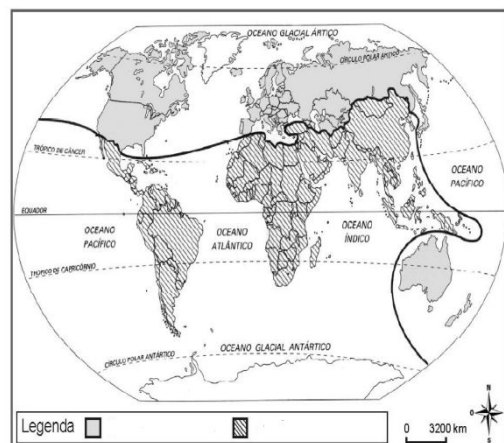 OCEANO GLACIAL ÁRTICO
CÍRCULO POLAR ÁRTICO
TRÓPICO DE CÂNCER
OCEANO
PACÍFICO
EQUADOR
OCEANO
PACÍFICO
OCEANO
ATLÂNTICO
OCEANO
ÍNDICO
TRÓPICO DE CAPRICÓRNIO
CÍRCULO POLAR ANTÁRTICO
OCEANO GLACIAL ANTÁRTICO
Legenda
0 3200 km